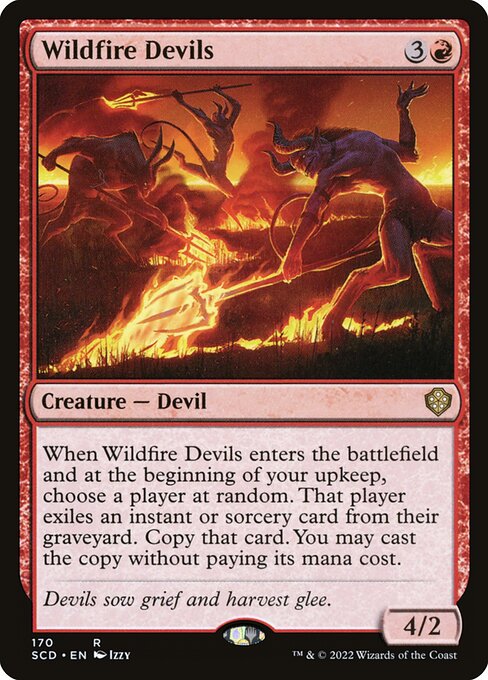 Wildfire Devils 3
Creature — Devil
When Wildfire Devils enters the battlefield
and at the beginning of your upkeep,
choose a player at random. That player
exiles an instant or sorcery card from their
graveyard. Copy that card. You may cast
the copy without paying its mana cost.
Devils sow grief and harvest glee.
4/2
170 R
SCD • EN Izzy
™ & © 2022 Wizards of the Coast